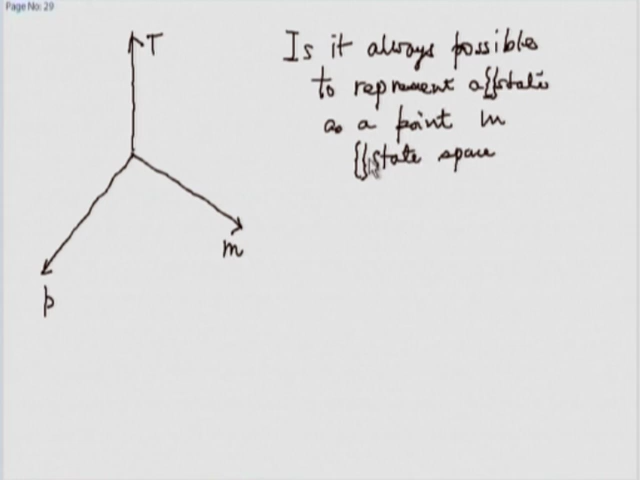 Page No: 29
T
m
p
Is it always possible
to represent a{{state
as a point in
{{state space